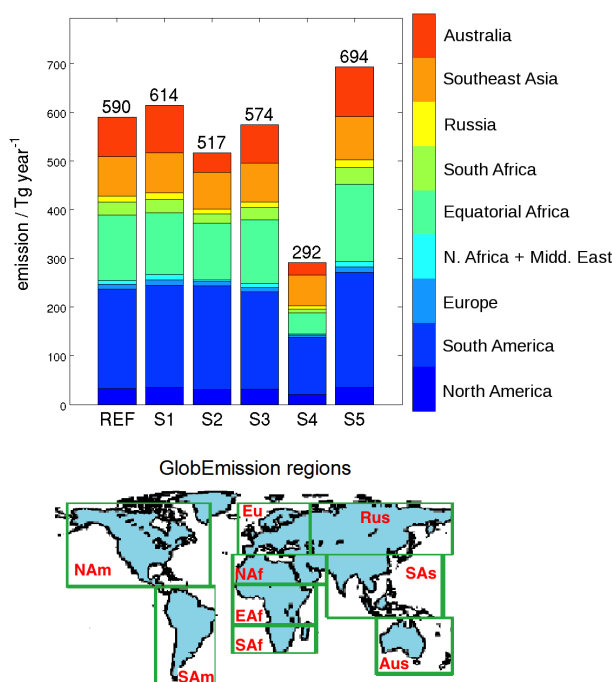 emission / Tg year-1
700
600
500
400
300
200
100
0
590
614
517
574
292
694
REF S1 S2 S3 S4 S5
Australia
Southeast Asia
Russia
South Africa
Equatorial Africa
N. Africa + Midd. East
Europe
South America
North America
GlobEmission regions
Eu
Rus
NAm
NAf
SAs
EAf
SAf
Aus
SAm